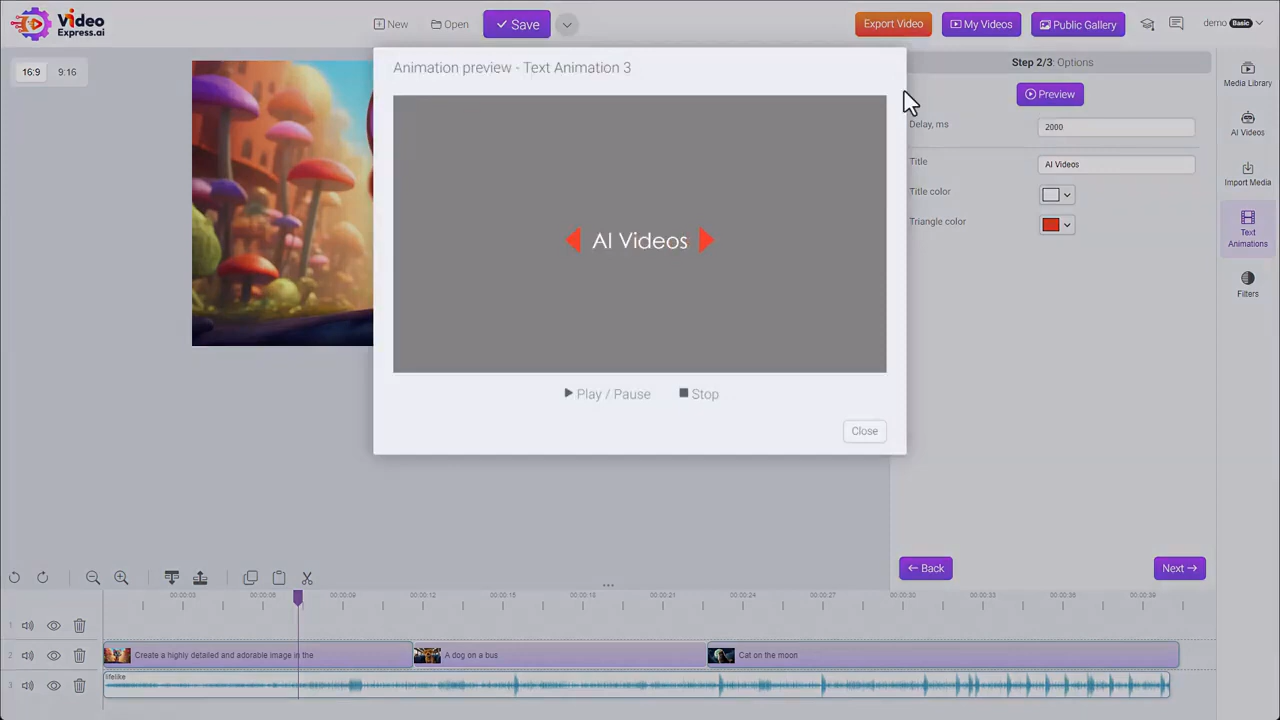 Video
Express.ai
New
Open
Save
Export Video
My Videos
Public Gallery
demo Basic
16:9
9:16
Animation preview - Text Animation 3
AI Videos
Play / Pause
Stop
Close
Step 2/3: Options
Preview
Delay, ms
2000
Title
AI Videos
Title color
Triangle color
Back
Next
Media Library
AI Videos
Import Media
Text
Animations
Filters
00:00:03
00:00:06
00:00:09
00:00:12
00:00:15
00:00:18
00:00:21
00:00:24
00:00:27
00:00:30
00:00:33
00:00:36
00:00:39
1
2
Create a highly detailed and adorable image in the
A dog on a bus
Cat on the moon
3
lifelike